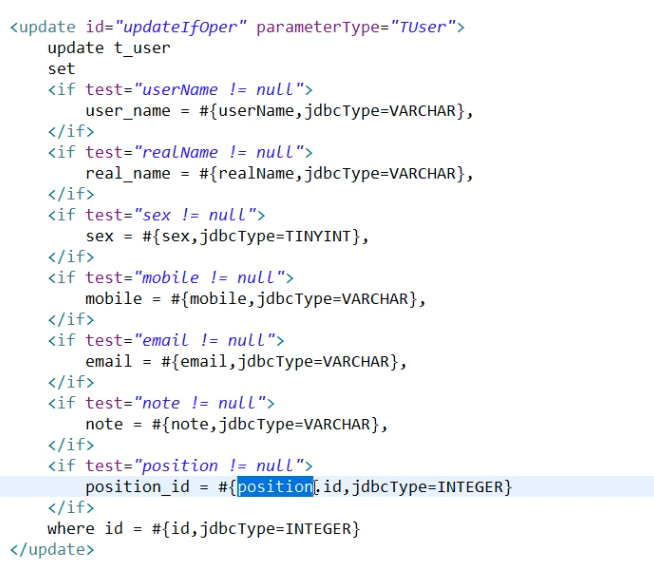 <update id="updateIfOper" parameterType="TUser">
update t_user
set
<if test="userName != null">
user_name = #{userName,jdbcType=VARCHAR},
</if>
<if test="realName != null">
real_name = #{realName,jdbcType=VARCHAR},
</if>
<if test="sex != null">
sex = #{sex,jdbcType=TINYINT},
</if>
<if test="mobile != null">
mobile = #{mobile,jdbcType=VARCHAR},
</if>
<if test="email != null">
email = #{email,jdbcType=VARCHAR},
</if>
<if test="note != null">
note = #{note,jdbcType=VARCHAR},
</if>
<if test="position != null">
position_id = #{position.id,jdbcType=INTEGER}
</if>
where id = #{id,jdbcType=INTEGER}
</update>